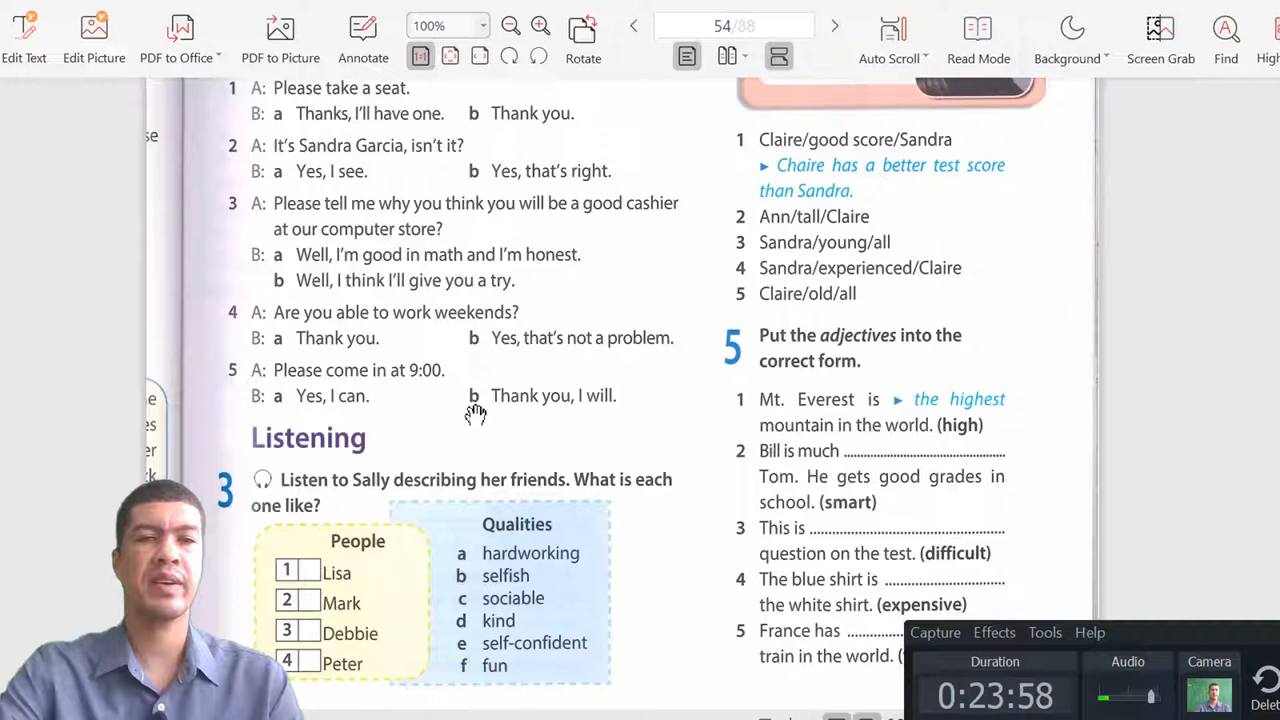 Edit Text
Edit Picture
PDF to Office
PDF to Picture
Annotate
100%
Rotate
54/88
Auto Scroll
Read Mode
Background
Screen Grab
Find
se
1 A: Please take a seat.
B: a Thanks, I'll have one. b Thank you.
2 A: It's Sandra Garcia, isn't it?
B: a Yes, I see. b Yes, that's right.
3 A: Please tell me why you think you will be a good cashier
at our computer store?
B: a Well, I'm good in math and I'm honest.
b Well, I think I'll give you a try.
4 A: Are you able to work weekends?
B: a Thank you. b Yes, that's not a problem.
5 A: Please come in at 9:00.
B: a Yes, I can. b Thank you, I will.
Listening
3 Listen to Sally describing her friends. What is each
one like?
People
1 Lisa
2 Mark
3 Debbie
4 Peter
Qualities
a hardworking
b selfish
c sociable
d kind
e self-confident
f fun
1 Claire/good score/Sandra
► Chaire has a better test score
than Sandra.
2 Ann/tall/Claire
3 Sandra/young/all
4 Sandra/experienced/Claire
5 Claire/old/all
5 Put the adjectives into the
correct form.
1 Mt. Everest is ► the highest
mountain in the world. (high)
2 Bill is much ........................................
Tom. He gets good grades in
school. (smart)
3 This is ................................................
question on the test. (difficult)
4 The blue shirt is ..............................
the white shirt. (expensive)
5 France has ..........
train in the world. (
Capture Effects Tools Help
Duration
0:23:58
Audio
Camera